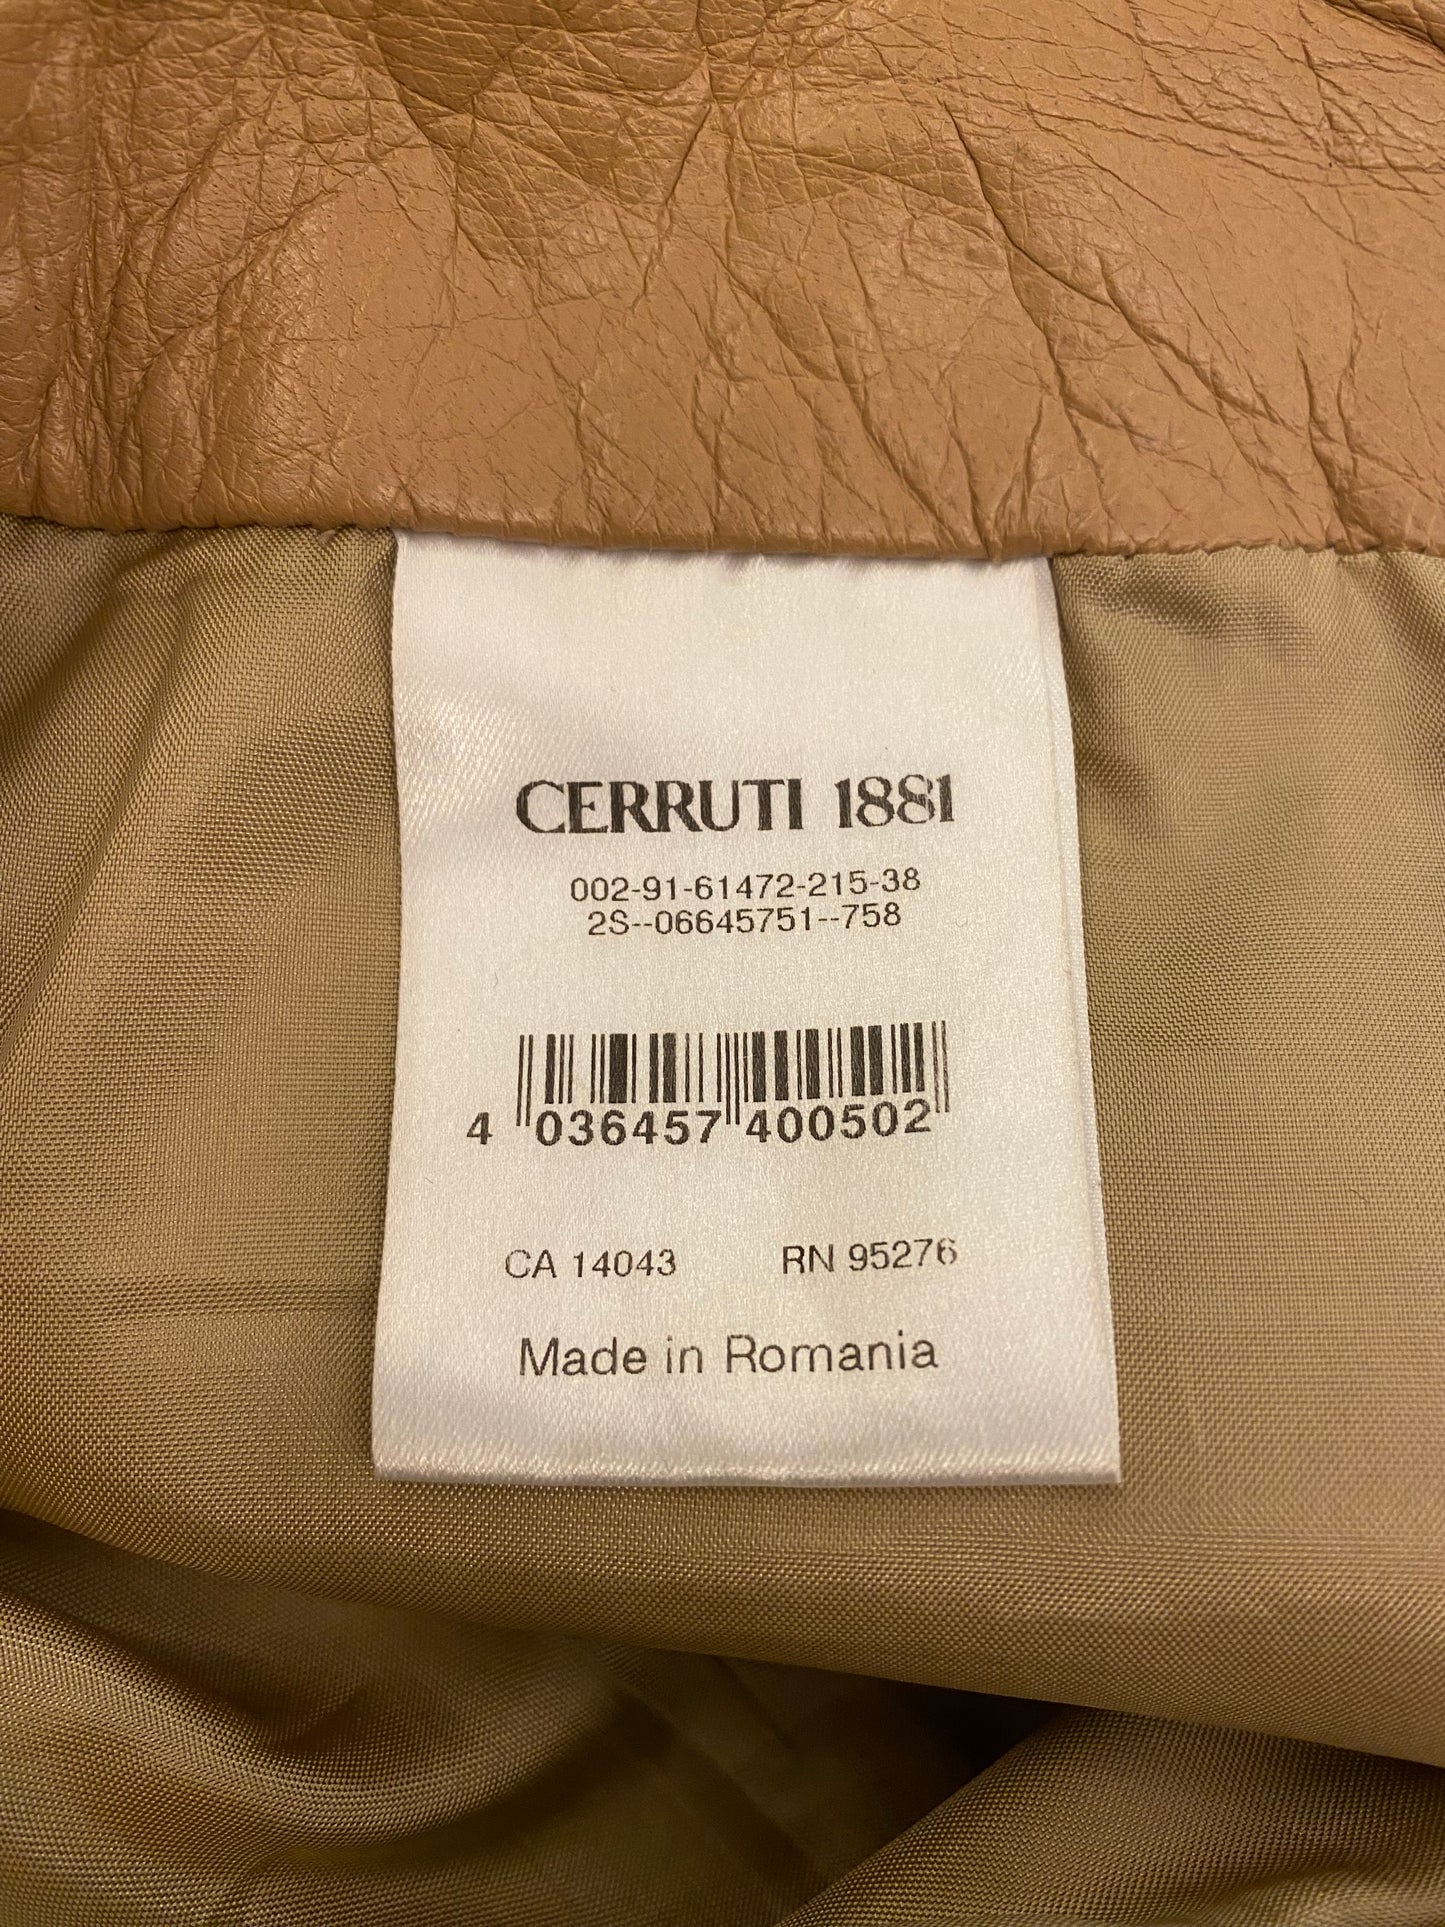 CERRUTI 1881
002-91-61472-215-38
2S--06645751--758
4 036457 400502
CA 14043 RN 95276
Made in Romania